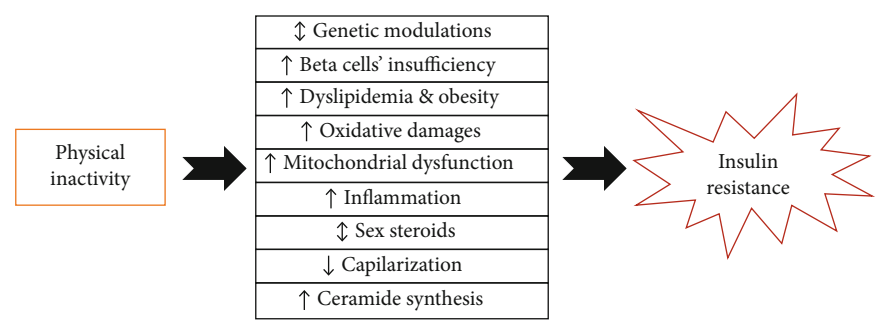 Physical
inactivity
↕ Genetic modulations
↑ Beta cells’ insufficiency
↑ Dyslipidemia & obesity
↑ Oxidative damages
↑ Mitochondrial dysfunction
↑ Inflammation
↕ Sex steroids
↓ Capilarization
↑ Ceramide synthesis
Insulin
resistance